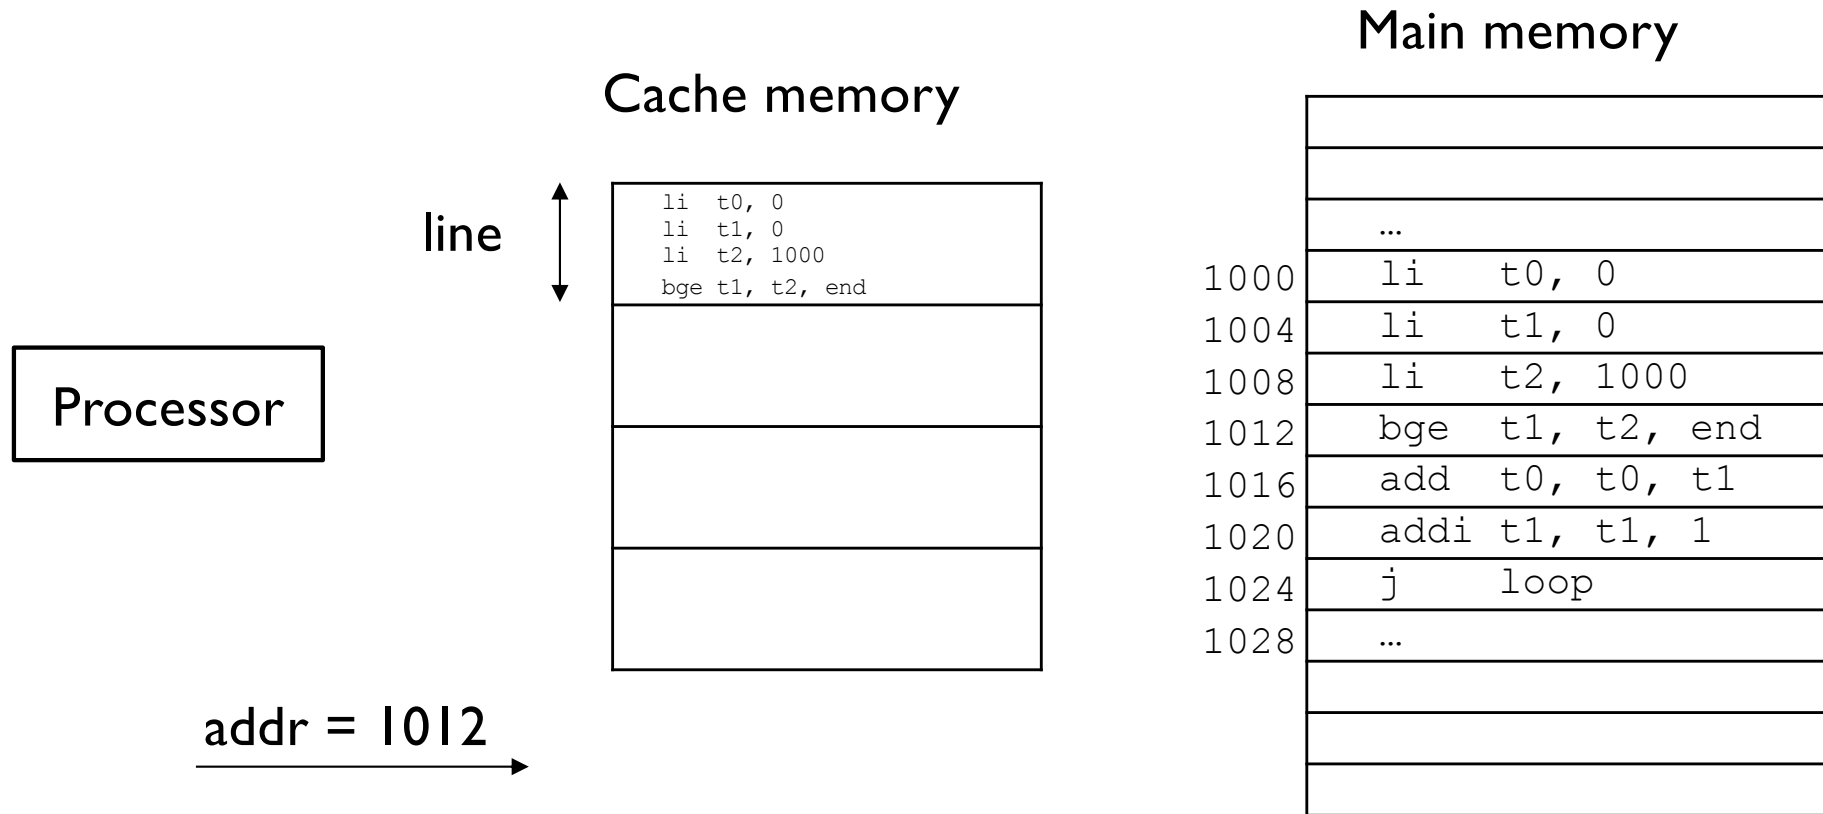 Main memory
Cache memory
line
li t0, 0
li t1, 0
li t2, 1000
bge t1, t2, end
Processor
addr = 1012
…
1000 li t0, 0
1004 li t1, 0
1008 li t2, 1000
1012 bge t1, t2, end
1016 add t0, t0, t1
1020 addi t1, t1, 1
1024 j loop
1028 …